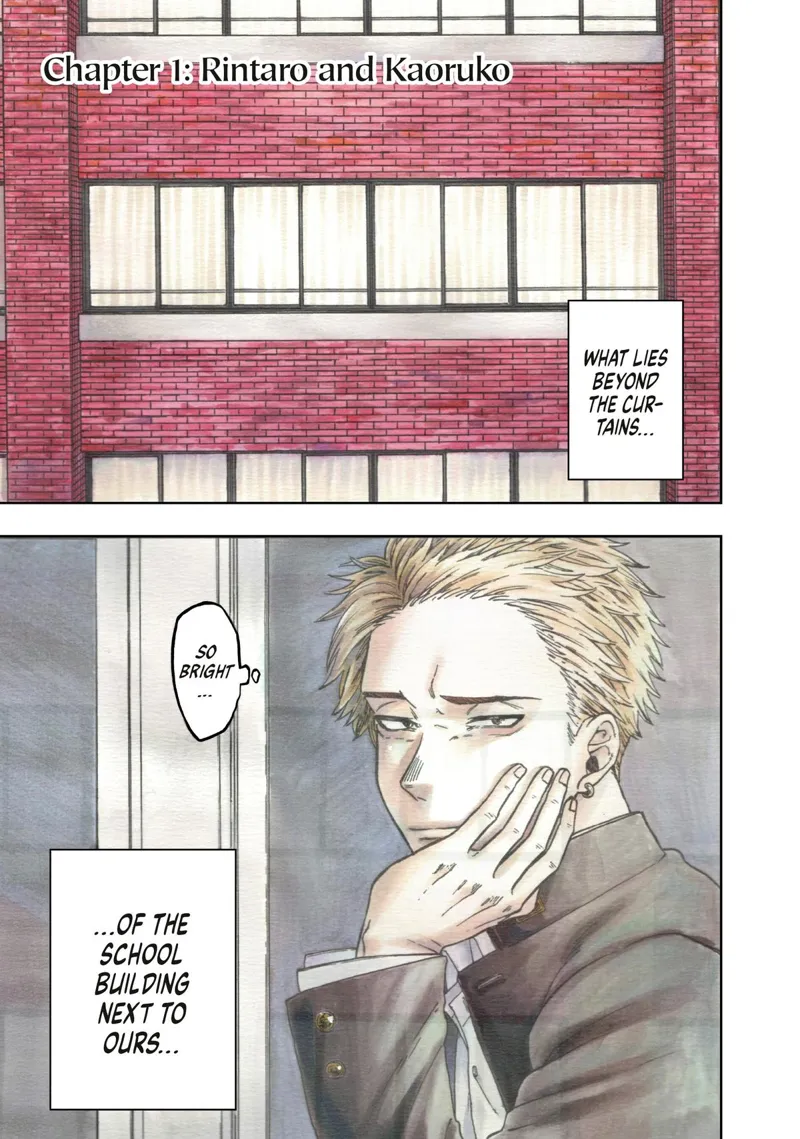 Chapter 1: Rintaro and Kaoruko
WHAT LIES
BEYOND
THE CUR-
TAINS...
SO
BRIGHT
...
...OF THE
SCHOOL
BUILDING
NEXT TO
OURS...